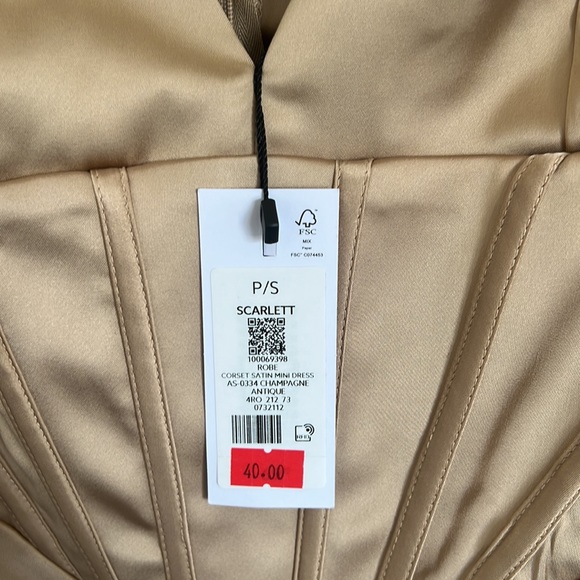 FSC
MIX
Paper
FSC® C074453
P/S
SCARLETT
100069398
ROBE
CORSET SATIN MINI DRESS
AS-0334 CHAMPAGNE
ANTIQUE
4RO 212 73
0732112
40.00